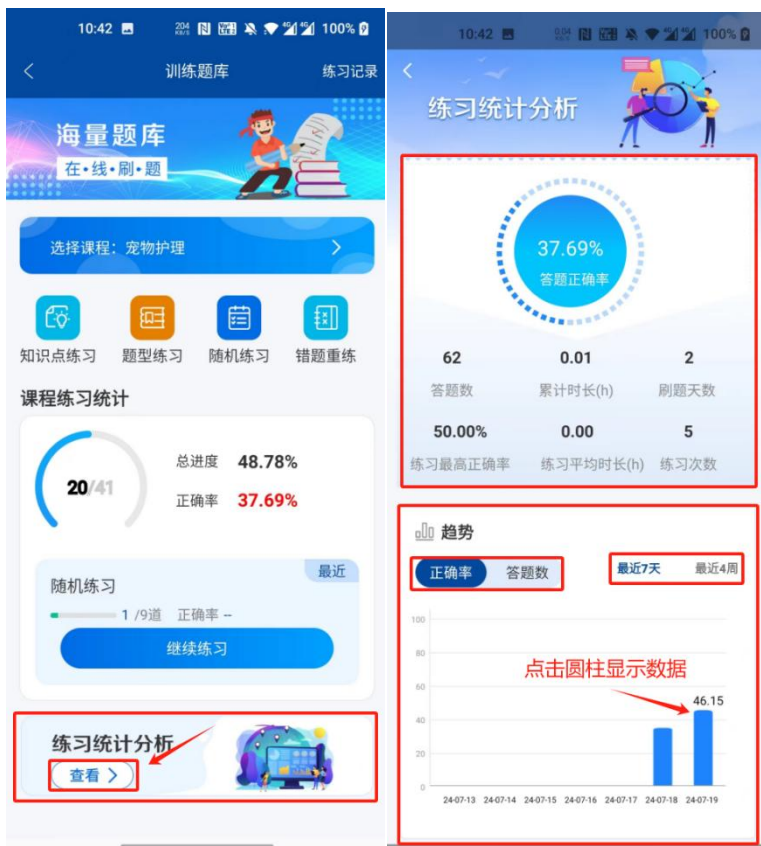 10:42 204 KB/S 100%
训练题库 练习记录
海量题库
在·线·刷·题
选择课程：宠物护理
知识点练习 题型练习 随机练习 错题重练
课程练习统计
20/41
总进度 48.78%
正确率 37.69%
最近
随机练习
1 /9道 正确率 --
继续练习
练习统计分析
查看
10:42 0.04 KB/S 100%
练习统计分析
37.69%
答题正确率
62 0.01 2
答题数 累计时长(h) 刷题天数
50.00% 0.00 5
练习最高正确率 练习平均时长(h) 练习次数
趋势
正确率 答题数 最近7天 最近4周
100
80
点击圆柱显示数据
60
46.15
40
20
0
24-07-13 24-07-14 24-07-15 24-07-16 24-07-17 24-07-18 24-07-19